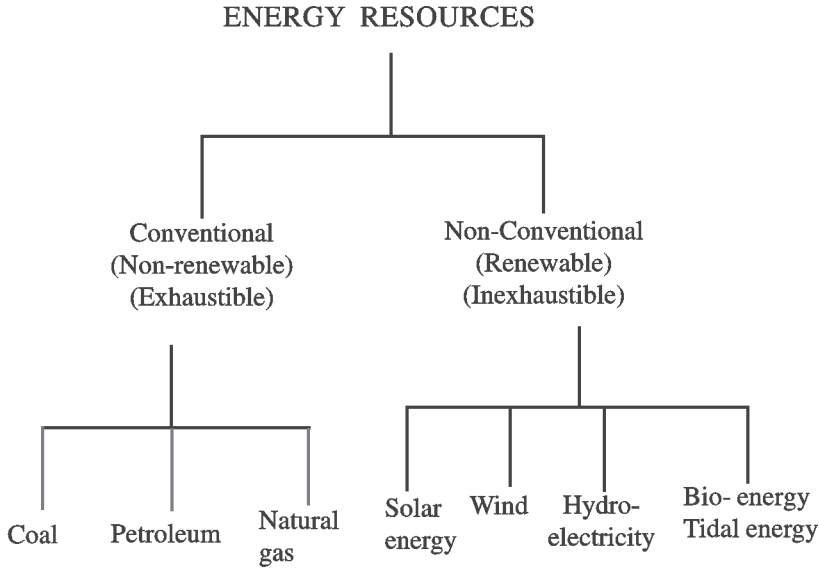 ENERGY RESOURCES
Conventional
(Non-renewable)
(Exhaustible)
Non-Conventional
(Renewable)
(Inexhaustible)
Coal
Petroleum
Natural
gas
Solar
energy
Wind
Hydro-
electricity
Bio- energy
Tidal energy